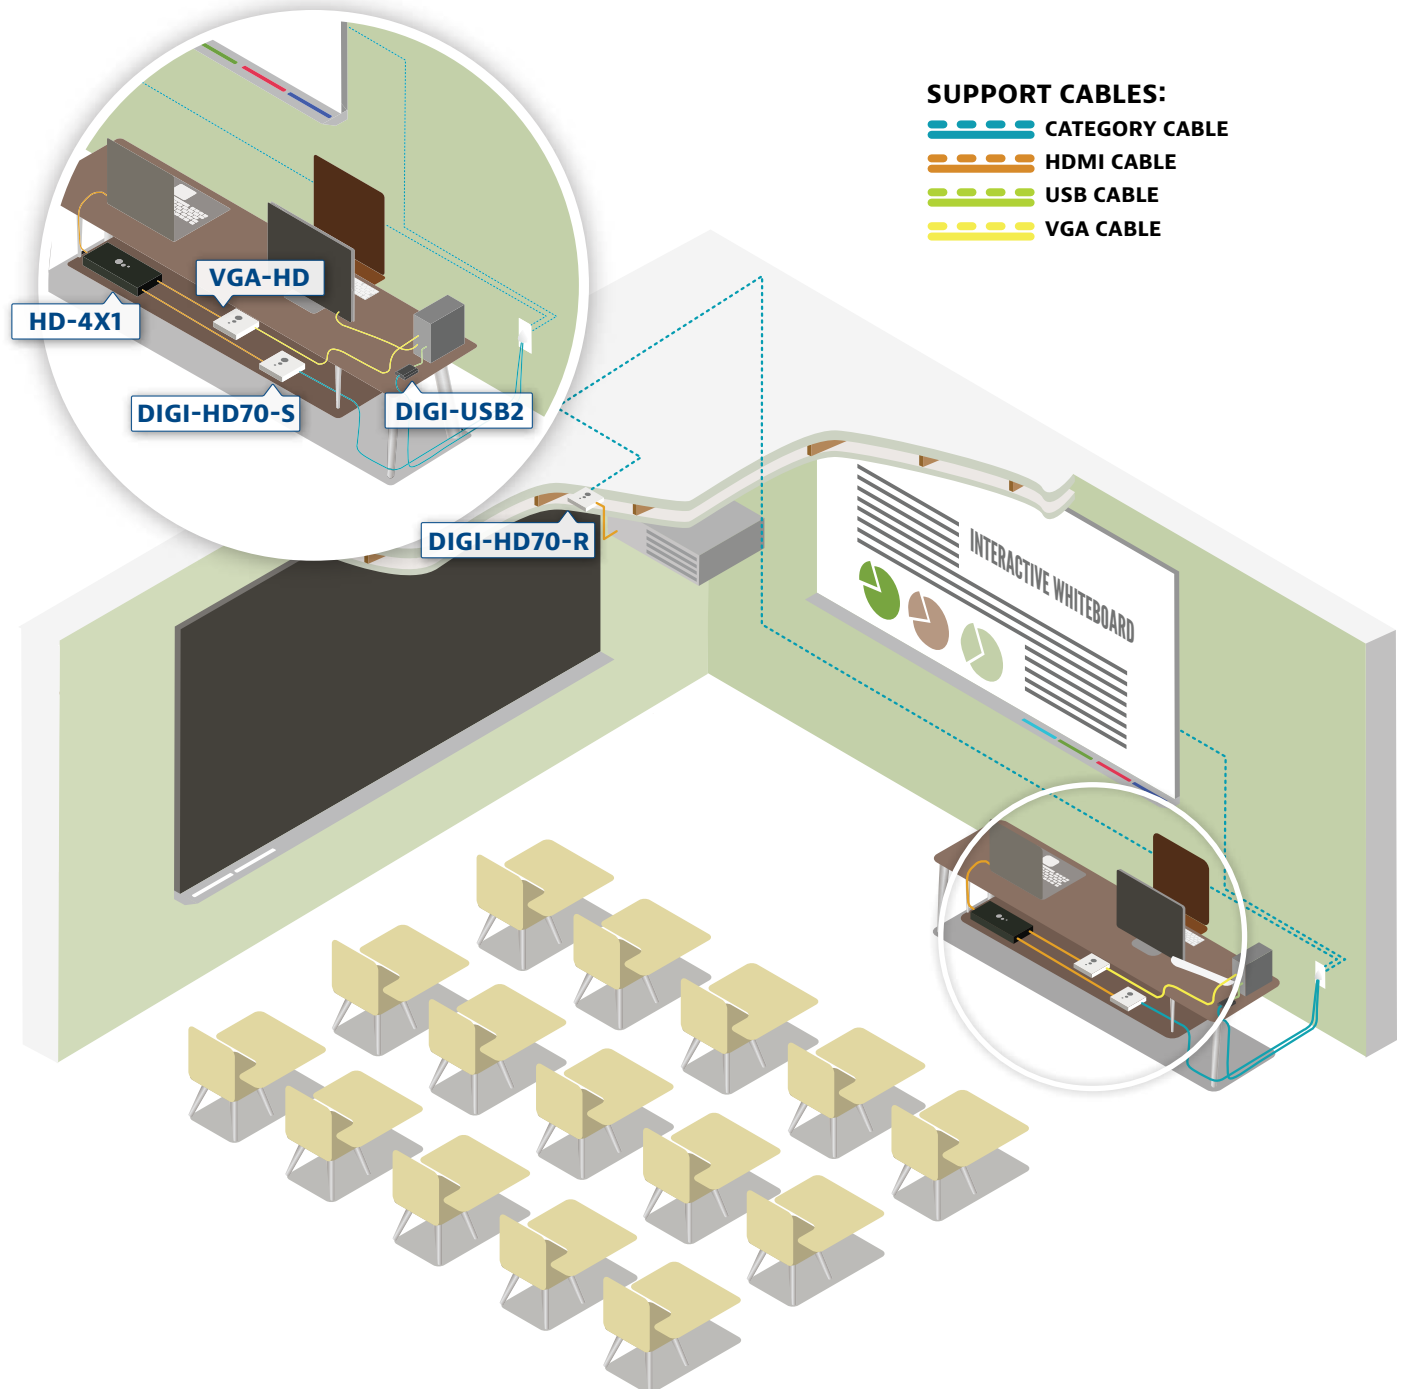 SUPPORT CABLES:
CATEGORY CABLE
HDMI CABLE
USB CABLE
VGA CABLE
VGA-HD
HD-4X1
DIGI-HD70-S
DIGI-USB2
DIGI-HD70-R
INTERACTIVE WHITEBOARD